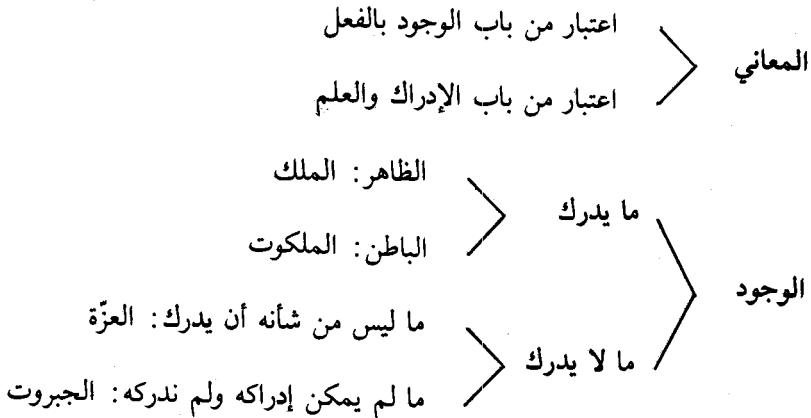 اعتبار من باب الوجود بالفعل
المعاني
اعتبار من باب الإدراك والعلم
الظاهر: الملك
ما يدرك
الباطن: الملكوت
الوجود
ما ليس من شأنه أن يدرك: العزّة
ما لا يدرك
ما لم يمكن إدراكه ولم ندركه: الجبروت